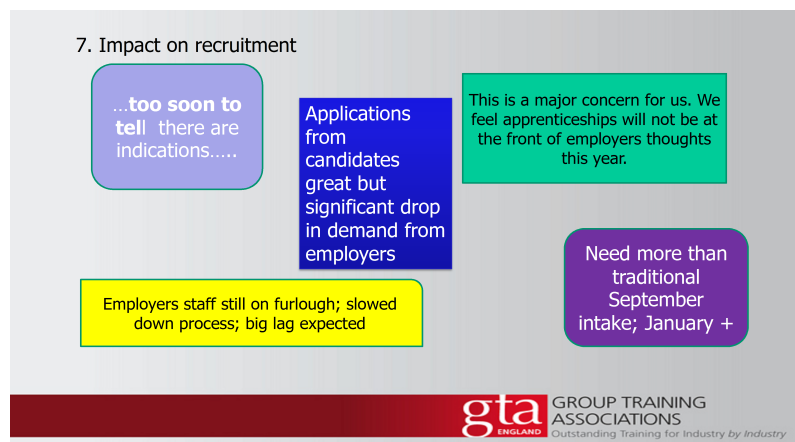 7. Impact on recruitment
…too soon to
tell there are
indications…..
Applications
from
candidates
great but
significant drop
in demand from
employers
This is a major concern for us. We
feel apprenticeships will not be at
the front of employers thoughts
this year.
Need more than
traditional
September
intake; January +
Employers staff still on furlough; slowed
down process; big lag expected
gta
ENGLAND
GROUP TRAINING
ASSOCIATIONS
Outstanding Training for Industry by Industry